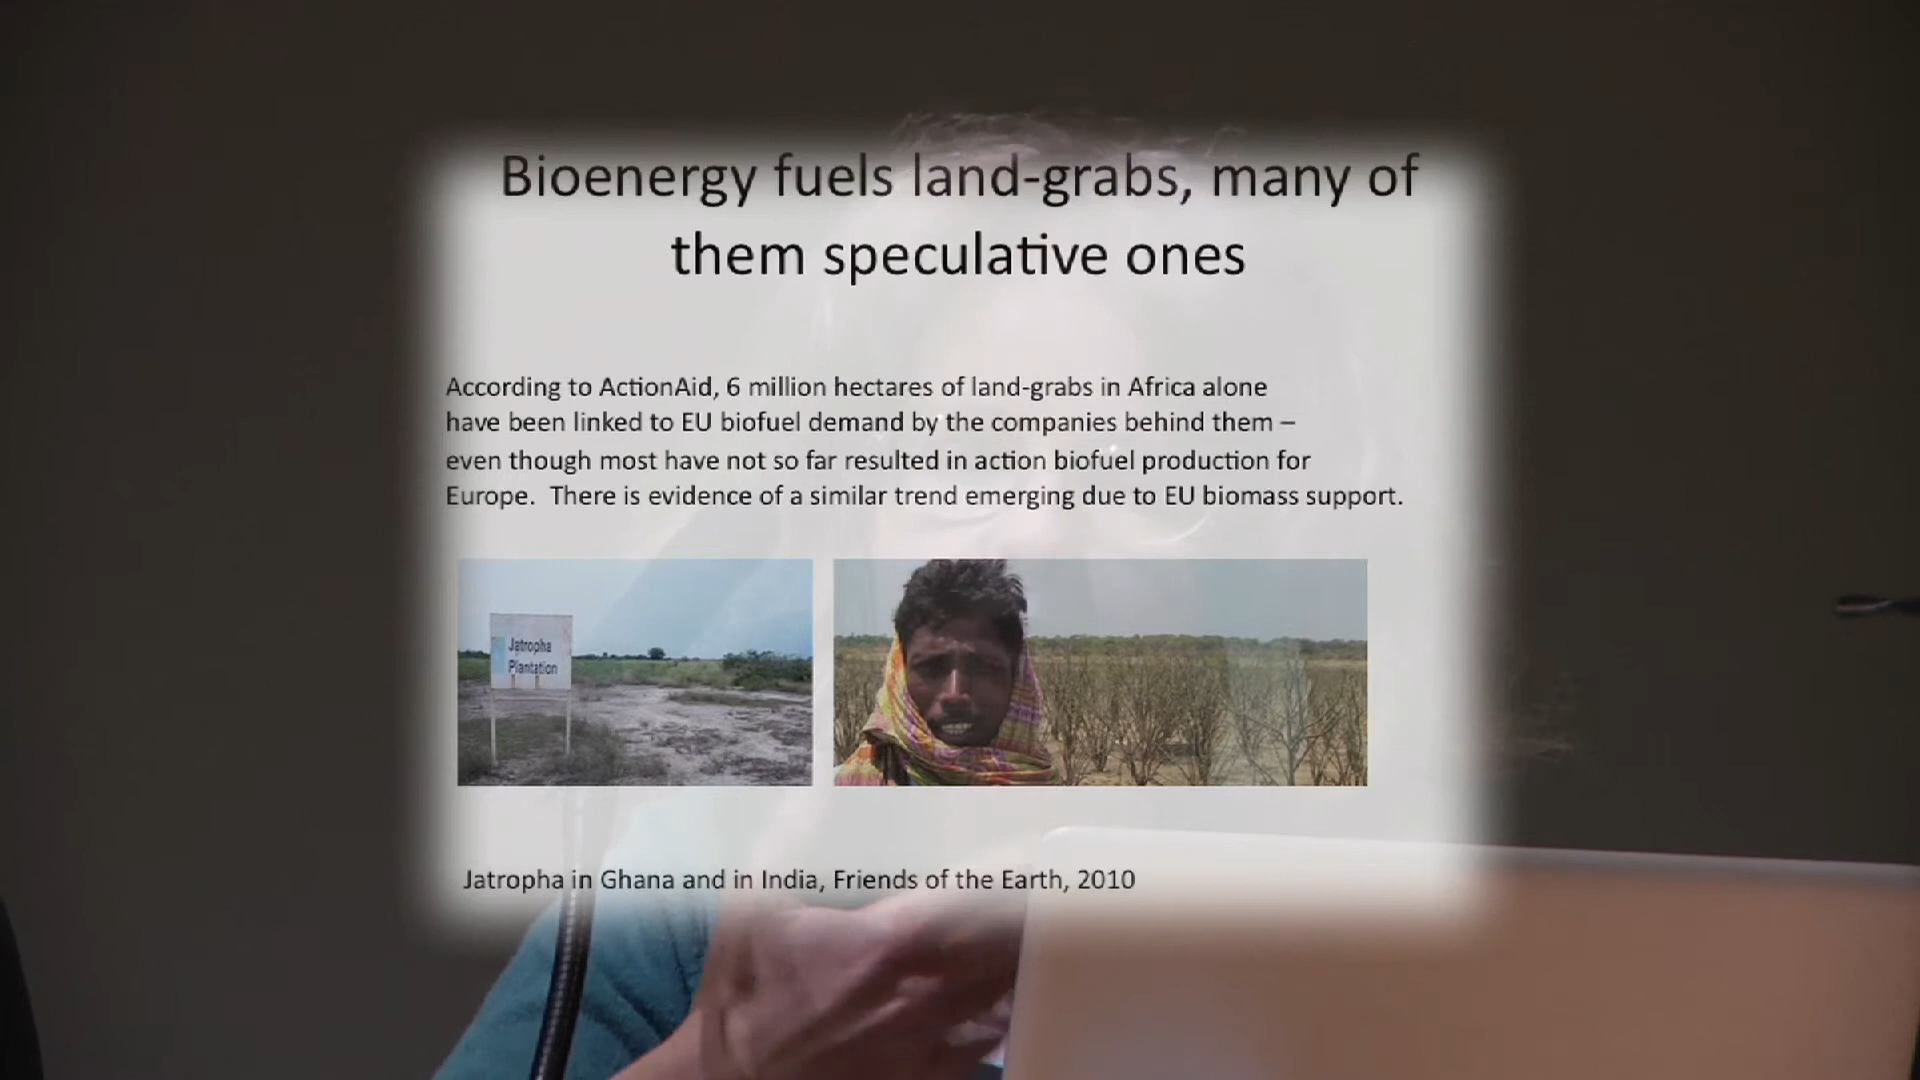 Bioenergy fuels land-grabs, many of
them speculative ones
According to ActionAid, 6 million hectares of land-grabs in Africa alone
have been linked to EU biofuel demand by the companies behind them –
even though most have not so far resulted in action biofuel production for
Europe. There is evidence of a similar trend emerging due to EU biomass support.
Jatropha
Plantation
Jatropha in Ghana and in India, Friends of the Earth, 2010